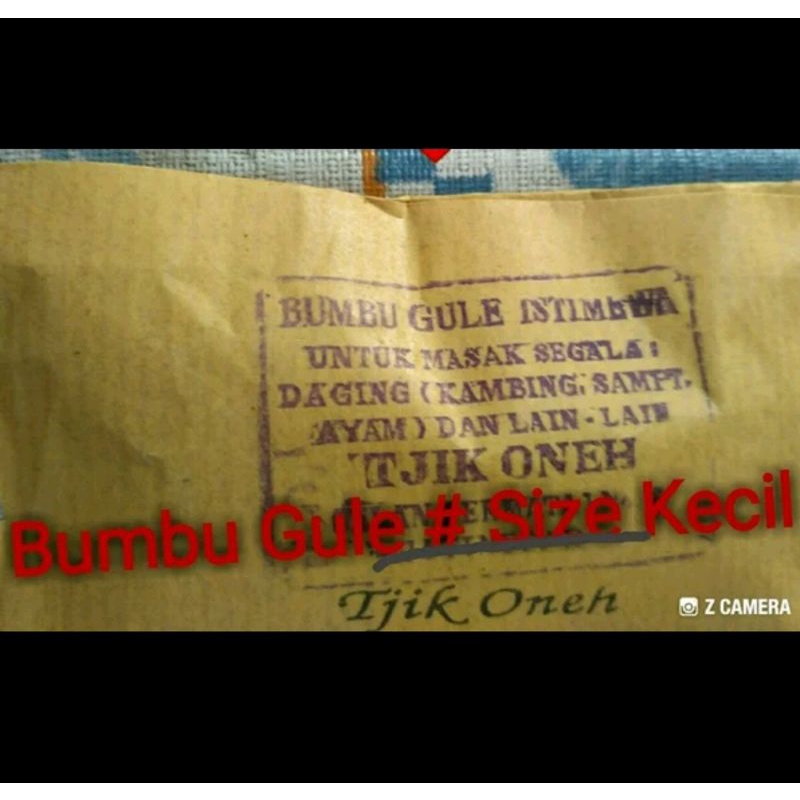 BUMBU GULE ISTIMEWA
UNTUK MASAK SEGALA :
DAGING (KAMBING, SAMPI,
AYAM) DAN LAIN-LAIN
TJIK ONEH
Bumbu Gule # Size Kecil
Tjik Oneh
Z CAMERA